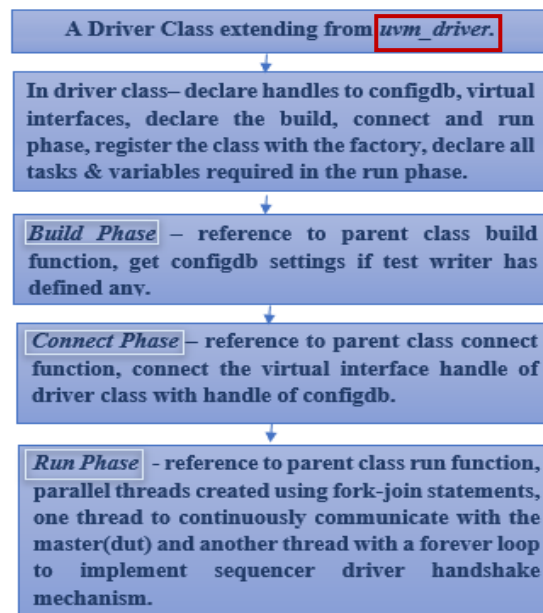 A Driver Class extending from uvm_driver.
In driver class– declare handles to configdb, virtual
interfaces, declare the build, connect and run
phase, register the class with the factory, declare all
tasks & variables required in the run phase.
Build Phase – reference to parent class build
function, get configdb settings if test writer has
defined any.
Connect Phase – reference to parent class connect
function, connect the virtual interface handle of
driver class with handle of configdb.
Run Phase - reference to parent class run function,
parallel threads created using fork-join statements,
one thread to continuously communicate with the
master(dut) and another thread with a forever loop
to implement sequencer driver handshake
mechanism.